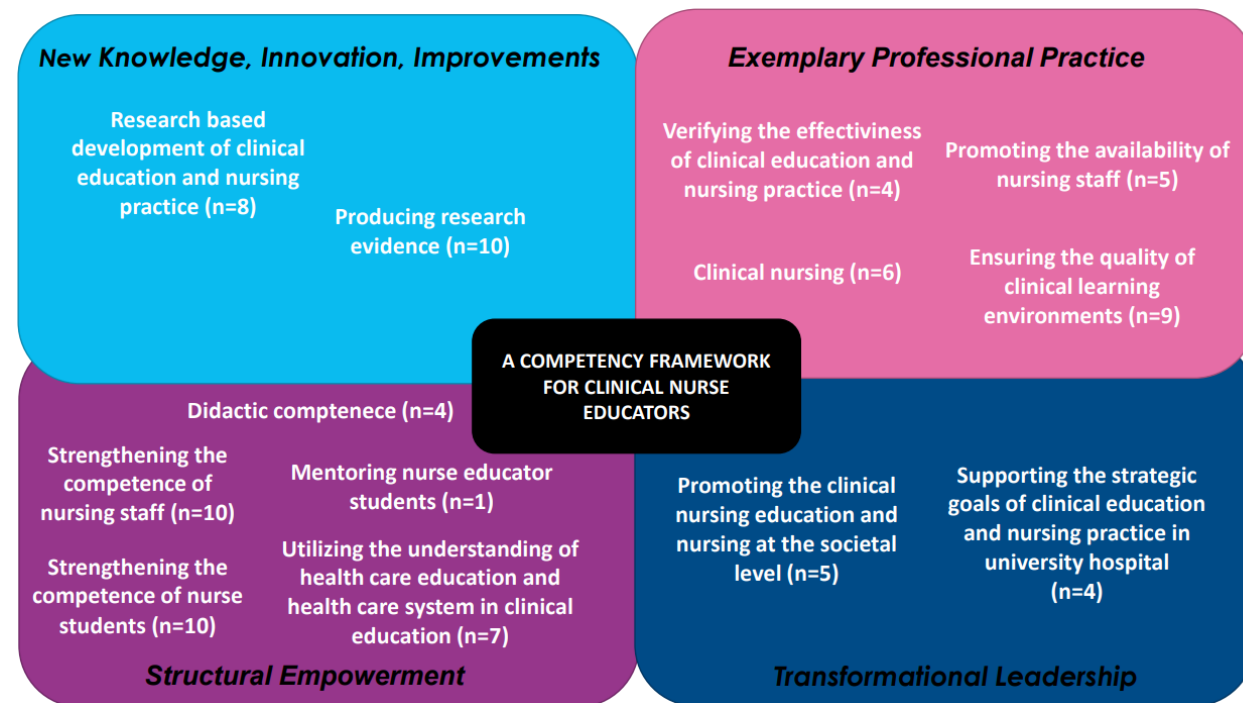 New Knowledge, Innovation, Improvements
Research based
development of clinical
education and nursing
practice (n=8)
Producing research
evidence (n=10)
Exemplary Professional Practice
Verifying the effectiviness
of clinical education and
nursing practice (n=4)
Promoting the availability of
nursing staff (n=5)
Clinical nursing (n=6)
Ensuring the quality of
clinical learning
environments (n=9)
A COMPETENCY FRAMEWORK
FOR CLINICAL NURSE
EDUCATORS
Didactic comptenece (n=4)
Strengthening the
competence of
nursing staff (n=10)
Mentoring nurse educator
students (n=1)
Strengthening the
competence of nurse
students (n=10)
Utilizing the understanding of
health care education and
health care system in clinical
education (n=7)
Structural Empowerment
Promoting the clinical
nursing education and
nursing at the societal
level (n=5)
Supporting the strategic
goals of clinical education
and nursing practice in
university hospital
(n=4)
Transformational Leadership